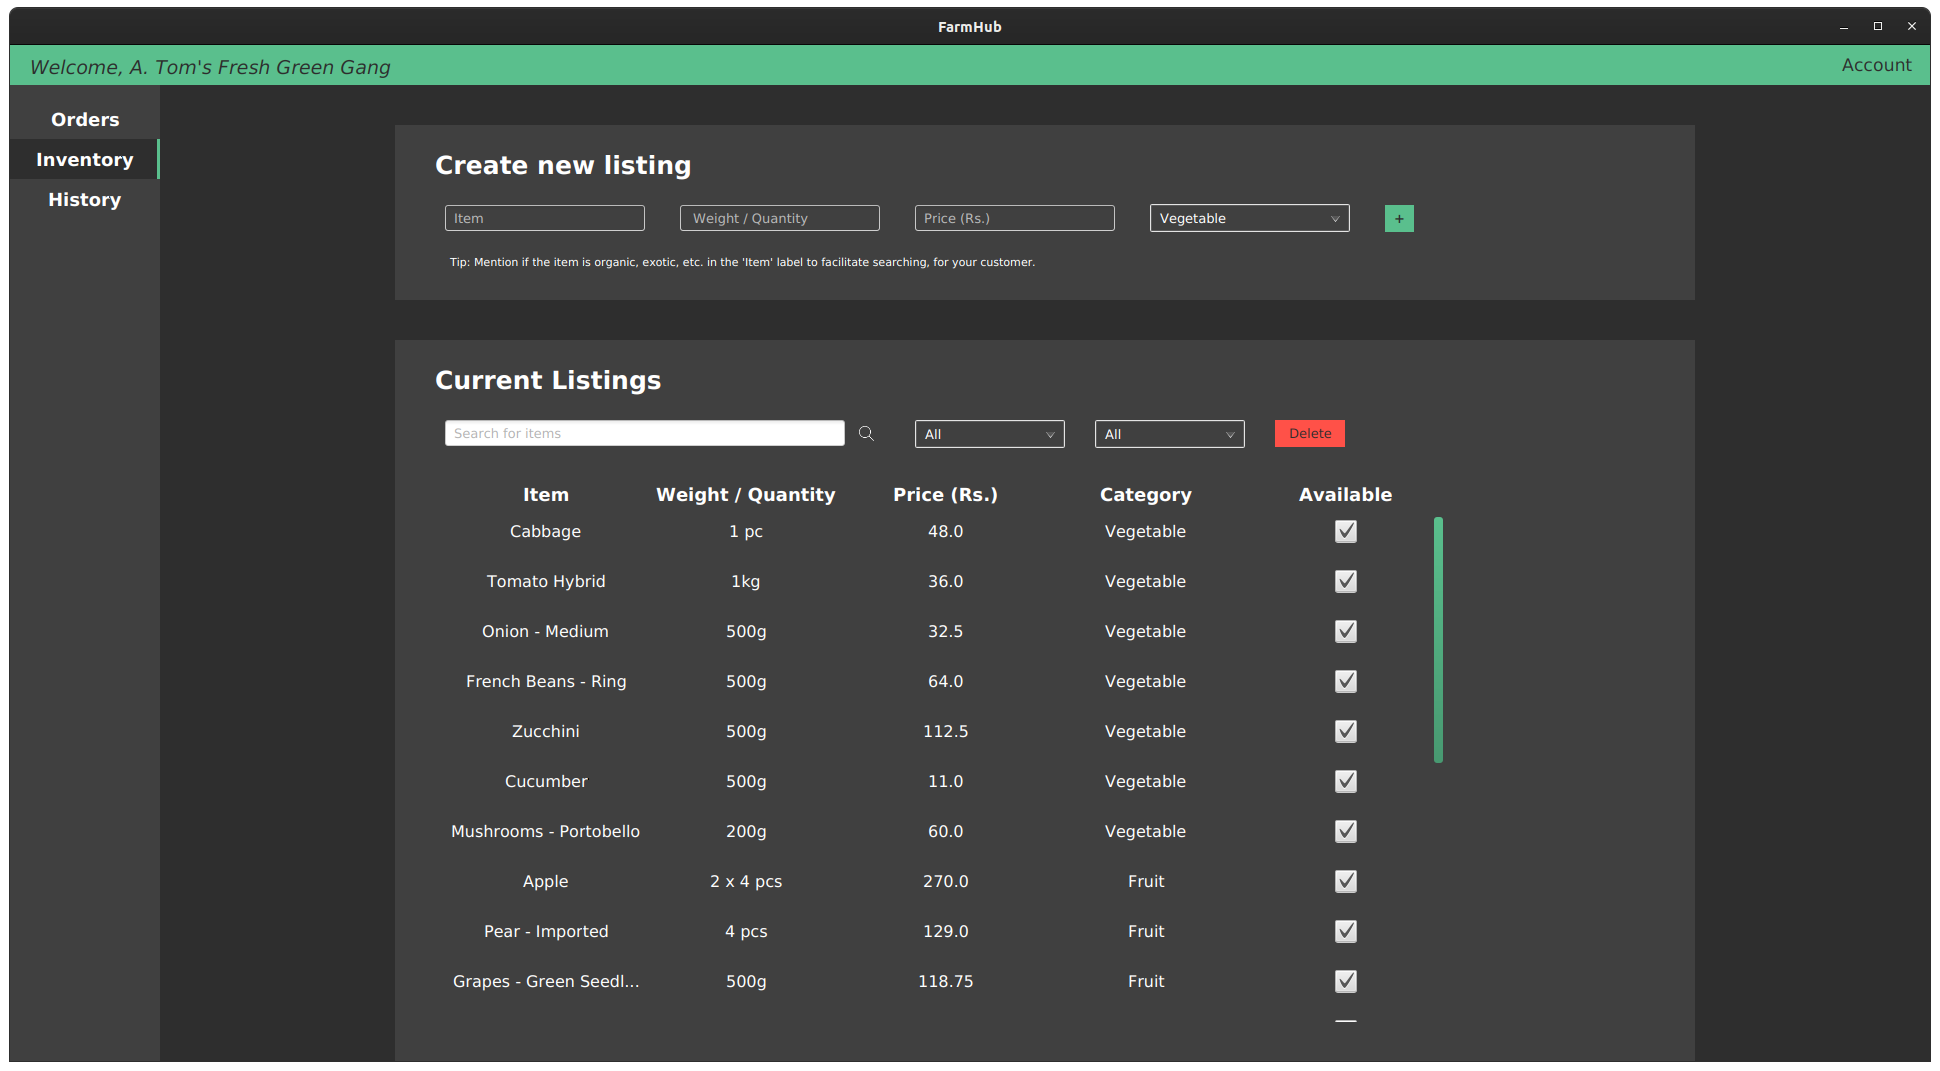 FarmHub
Welcome, A. Tom's Fresh Green Gang
Account
Orders
Inventory
History
Create new listing
Item
Weight / Quantity
Price (Rs.)
Vegetable
+
Tip: Mention if the item is organic, exotic, etc. in the 'Item' label to facilitate searching, for your customer.
Current Listings
Search for items
All
All
Delete
Item Weight / Quantity Price (Rs.) Category Available
Cabbage 1 pc 48.0 Vegetable
Tomato Hybrid 1kg 36.0 Vegetable
Onion - Medium 500g 32.5 Vegetable
French Beans - Ring 500g 64.0 Vegetable
Zucchini 500g 112.5 Vegetable
Cucumber 500g 11.0 Vegetable
Mushrooms - Portobello 200g 60.0 Vegetable
Apple 2 x 4 pcs 270.0 Fruit
Pear - Imported 4 pcs 129.0 Fruit
Grapes - Green Seedl... 500g 118.75 Fruit